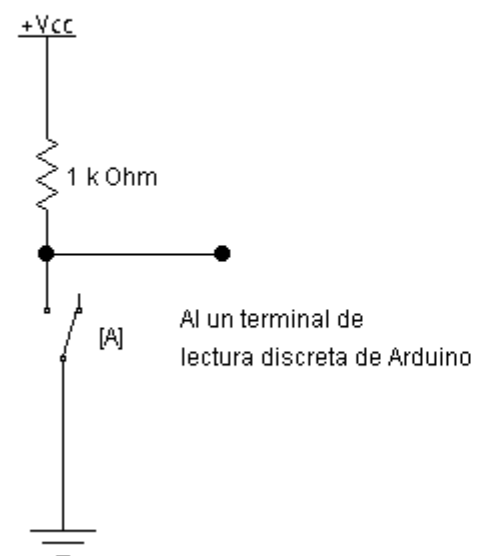 +Vcc
1 k Ohm
[A]
Al un terminal de
lectura discreta de Arduino